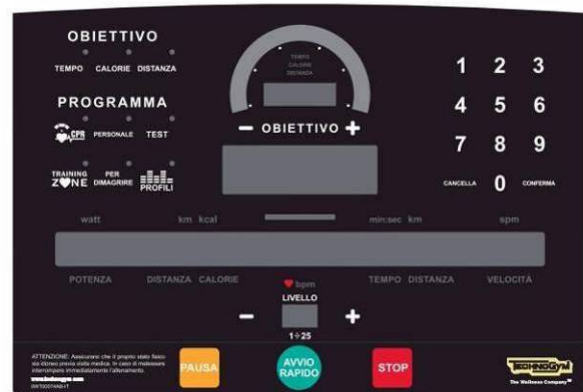 OBIETTIVO
TEMPO CALORIE DISTANZA
PROGRAMMA
CPR PERSONALE TEST
TRAINING ZONE PER DIMAGRIRE PROFILI
TEMPO
CALORIE
DISTANZA
− OBIETTIVO +
1 2 3
4 5 6
7 8 9
CANCELLA 0 CONFERMA
watt km kcal min:sec km spm
POTENZA DISTANZA CALORIE bpm TEMPO DISTANZA VELOCITÀ
LIVELLO
− +
1÷25
ATTENZIONE: Assicurarsi che il proprio stato fisico
sia idoneo previa visita medica. In caso di malessere
interrompere immediatamente l'allenamento.
www.technogym.com
PAUSA
AVVIO
RAPIDO
STOP
TECHNOGYM
The Wellness Company